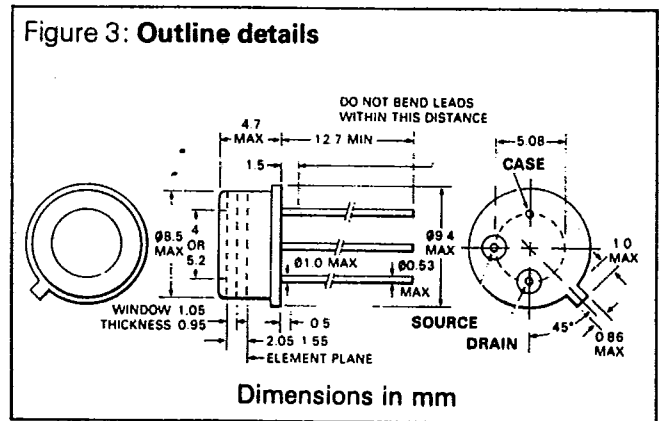 Figure 3: Outline details
DO NOT BEND LEADS
WITHIN THIS DISTANCE
4.7
MAX
12.7 MIN
1.5
5.08
CASE
Ø8.5
MAX
4
OR
5.2
Ø1.0 MAX
Ø0.53
MAX
Ø9.4
MAX
1.0
MAX
WINDOW 1.05
THICKNESS 0.95
0.5
2.05 1.55
ELEMENT PLANE
SOURCE
DRAIN
45°
0.86
MAX
Dimensions in mm